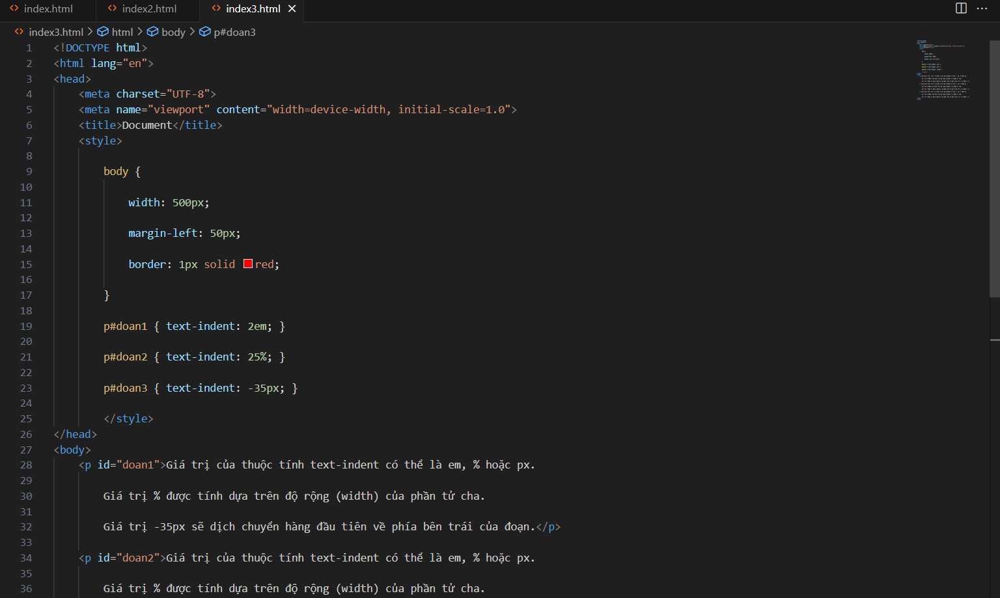 index.html index2.html index3.html
index3.html > html > body > p#doan3
1 <!DOCTYPE html>
2 <html lang="en">
3 <head>
4 <meta charset="UTF-8">
5 <meta name="viewport" content="width=device-width, initial-scale=1.0">
6 <title>Document</title>
7 <style>
8
9 body {
10
11 width: 500px;
12
13 margin-left: 50px;
14
15 border: 1px solid red;
16
17 }
18
19 p#doan1 { text-indent: 2em; }
20
21 p#doan2 { text-indent: 25%; }
22
23 p#doan3 { text-indent: -35px; }
24
25 </style>
26 </head>
27 <body>
28 <p id="doan1">Giá trị của thuộc tính text-indent có thể là em, % hoặc px.
29
30 Giá trị % được tính dựa trên độ rộng (width) của phần tử cha.
31
32 Giá trị -35px sẽ dịch chuyển hàng đầu tiên về phía bên trái của đoạn.</p>
33
34 <p id="doan2">Giá trị của thuộc tính text-indent có thể là em, % hoặc px.
35
36 Giá trị % được tính dựa trên độ rộng (width) của phần tử cha.